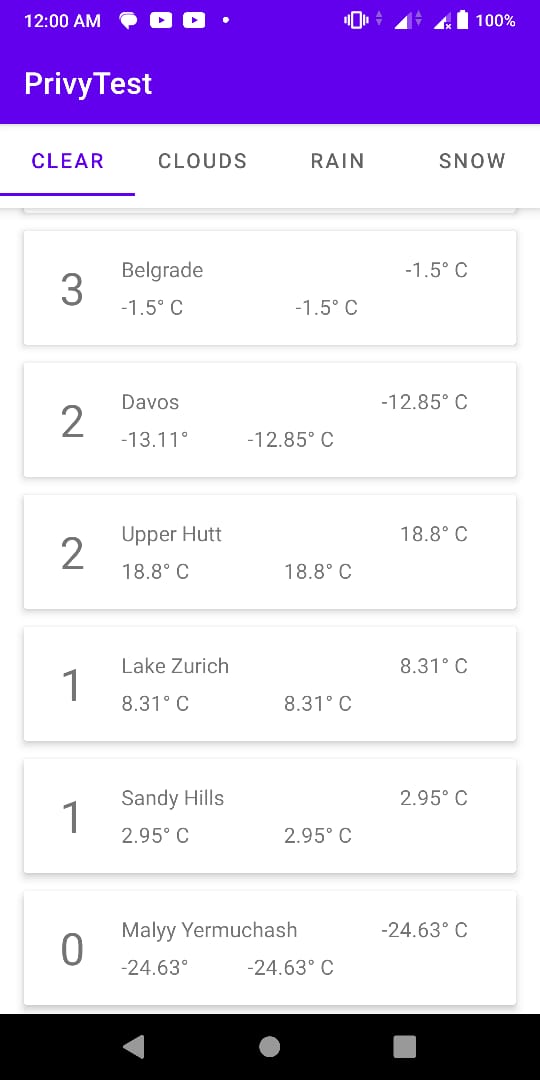 12:00 AM 100%
PrivyTest
CLEAR CLOUDS RAIN SNOW
3 Belgrade -1.5° C
-1.5° C -1.5° C
2 Davos -12.85° C
-13.11° -12.85° C
2 Upper Hutt 18.8° C
18.8° C 18.8° C
1 Lake Zurich 8.31° C
8.31° C 8.31° C
1 Sandy Hills 2.95° C
2.95° C 2.95° C
0 Malyy Yermuchash -24.63° C
-24.63° -24.63° C